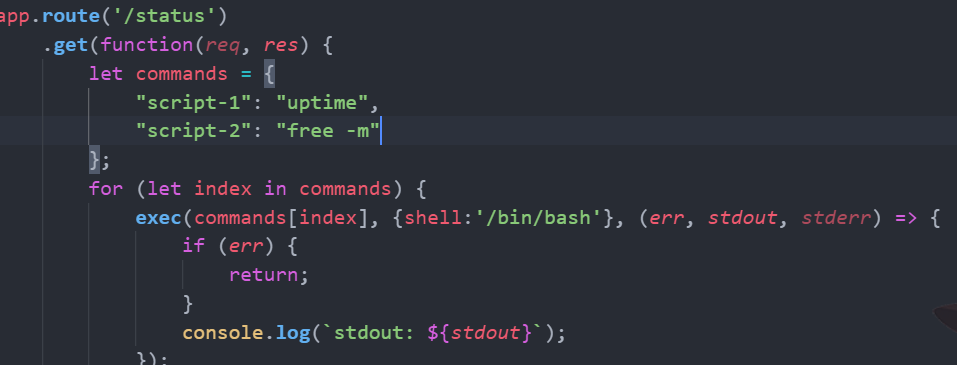 app.route('/status')
.get(function(req, res) {
let commands = {
"script-1": "uptime",
"script-2": "free -m"
};
for (let index in commands) {
exec(commands[index], {shell:'/bin/bash'}, (err, stdout, stderr) => {
if (err) {
return;
}
console.log(`stdout: ${stdout}`);
});